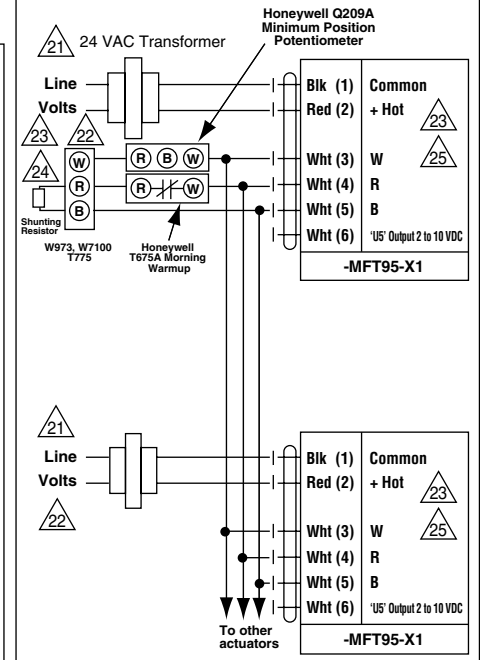 Honeywell Q209A
Minimum Position
Potentiometer
21 24 VAC Transformer
Line
Volts
Blk (1) Common
Red (2) + Hot
23
23 22
24
25
W
R
B
R B W
R W
Wht (3) W
Wht (4) R
Wht (5) B
Wht (6) 'U5' Output 2 to 10 VDC
Shunting
Resistor
W973, W7100
T775
Honeywell
T675A Morning
Warmup
-MFT95-X1
21
Line
Volts
22
Blk (1) Common
Red (2) + Hot
23
25
Wht (3) W
Wht (4) R
Wht (5) B
Wht (6) 'U5' Output 2 to 10 VDC
To other
actuators
-MFT95-X1